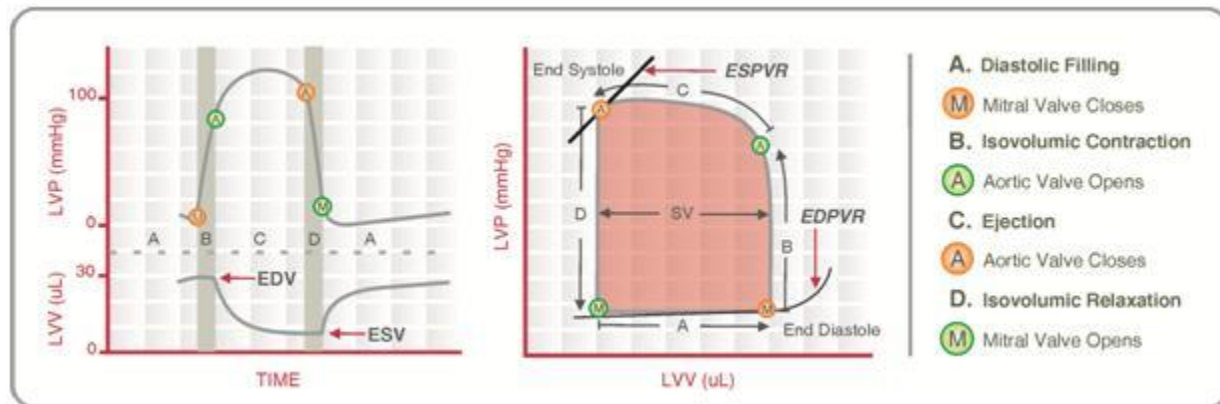 100
0
LVP (mmHg)
A
M
A
M
A B C D A
30
0
LVV (uL)
EDV
ESV
TIME
End Systole
ESPVR
C
A
A
LVP (mmHg)
D
SV
B
EDPVR
M
M
A
End Diastole
LVV (uL)
A. Diastolic Filling
M Mitral Valve Closes
B. Isovolumic Contraction
A Aortic Valve Opens
C. Ejection
A Aortic Valve Closes
D. Isovolumic Relaxation
M Mitral Valve Opens